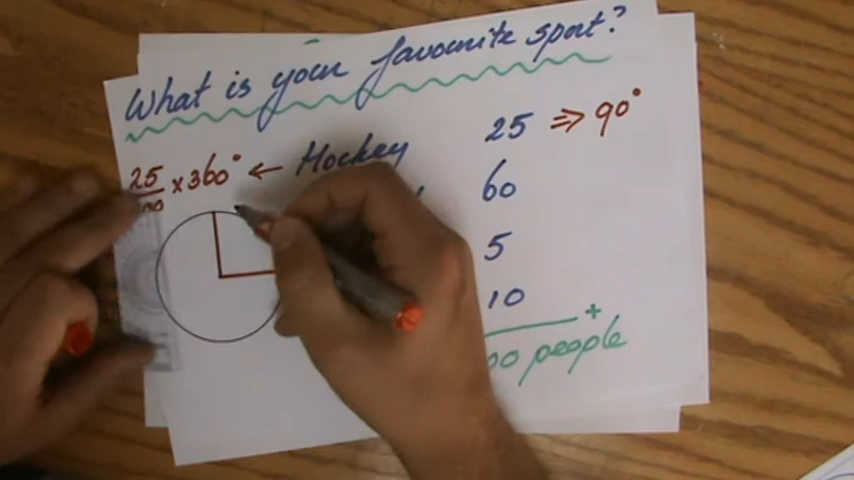 What is your favourite sport?
25 × 360° ← Hockey 25 ⇒ 90°
60
5
10
+
people